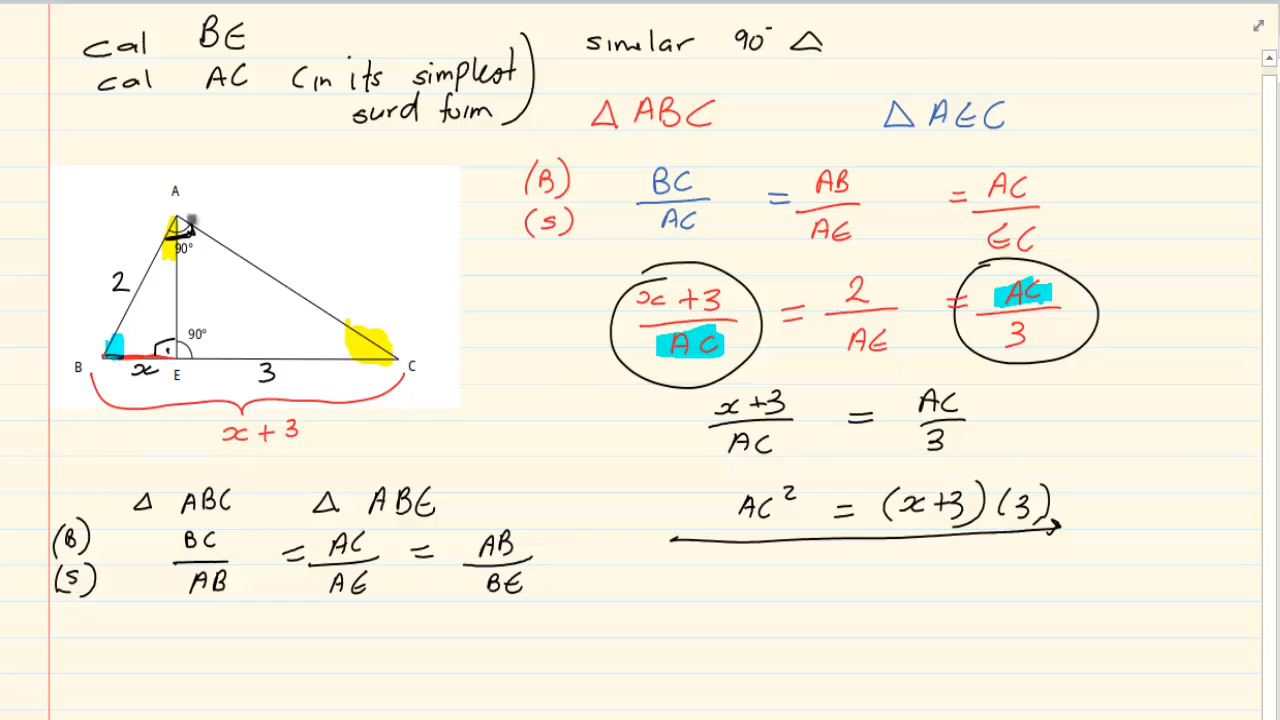 cal BE
cal AC (in its simplest
surd form)
similar 90° Δ
Δ ABC Δ AEC
(B) BC = AB = AC
(S) AC AE EC
x + 3 = 2 = AC
AC AE 3
x + 3 = AC
AC 3
AC² = (x+3)(3)
A
90°
2
90°
B x E 3 C
x + 3
Δ ABC Δ ABE
(B) BC = AC = AB
(S) AB AE BE